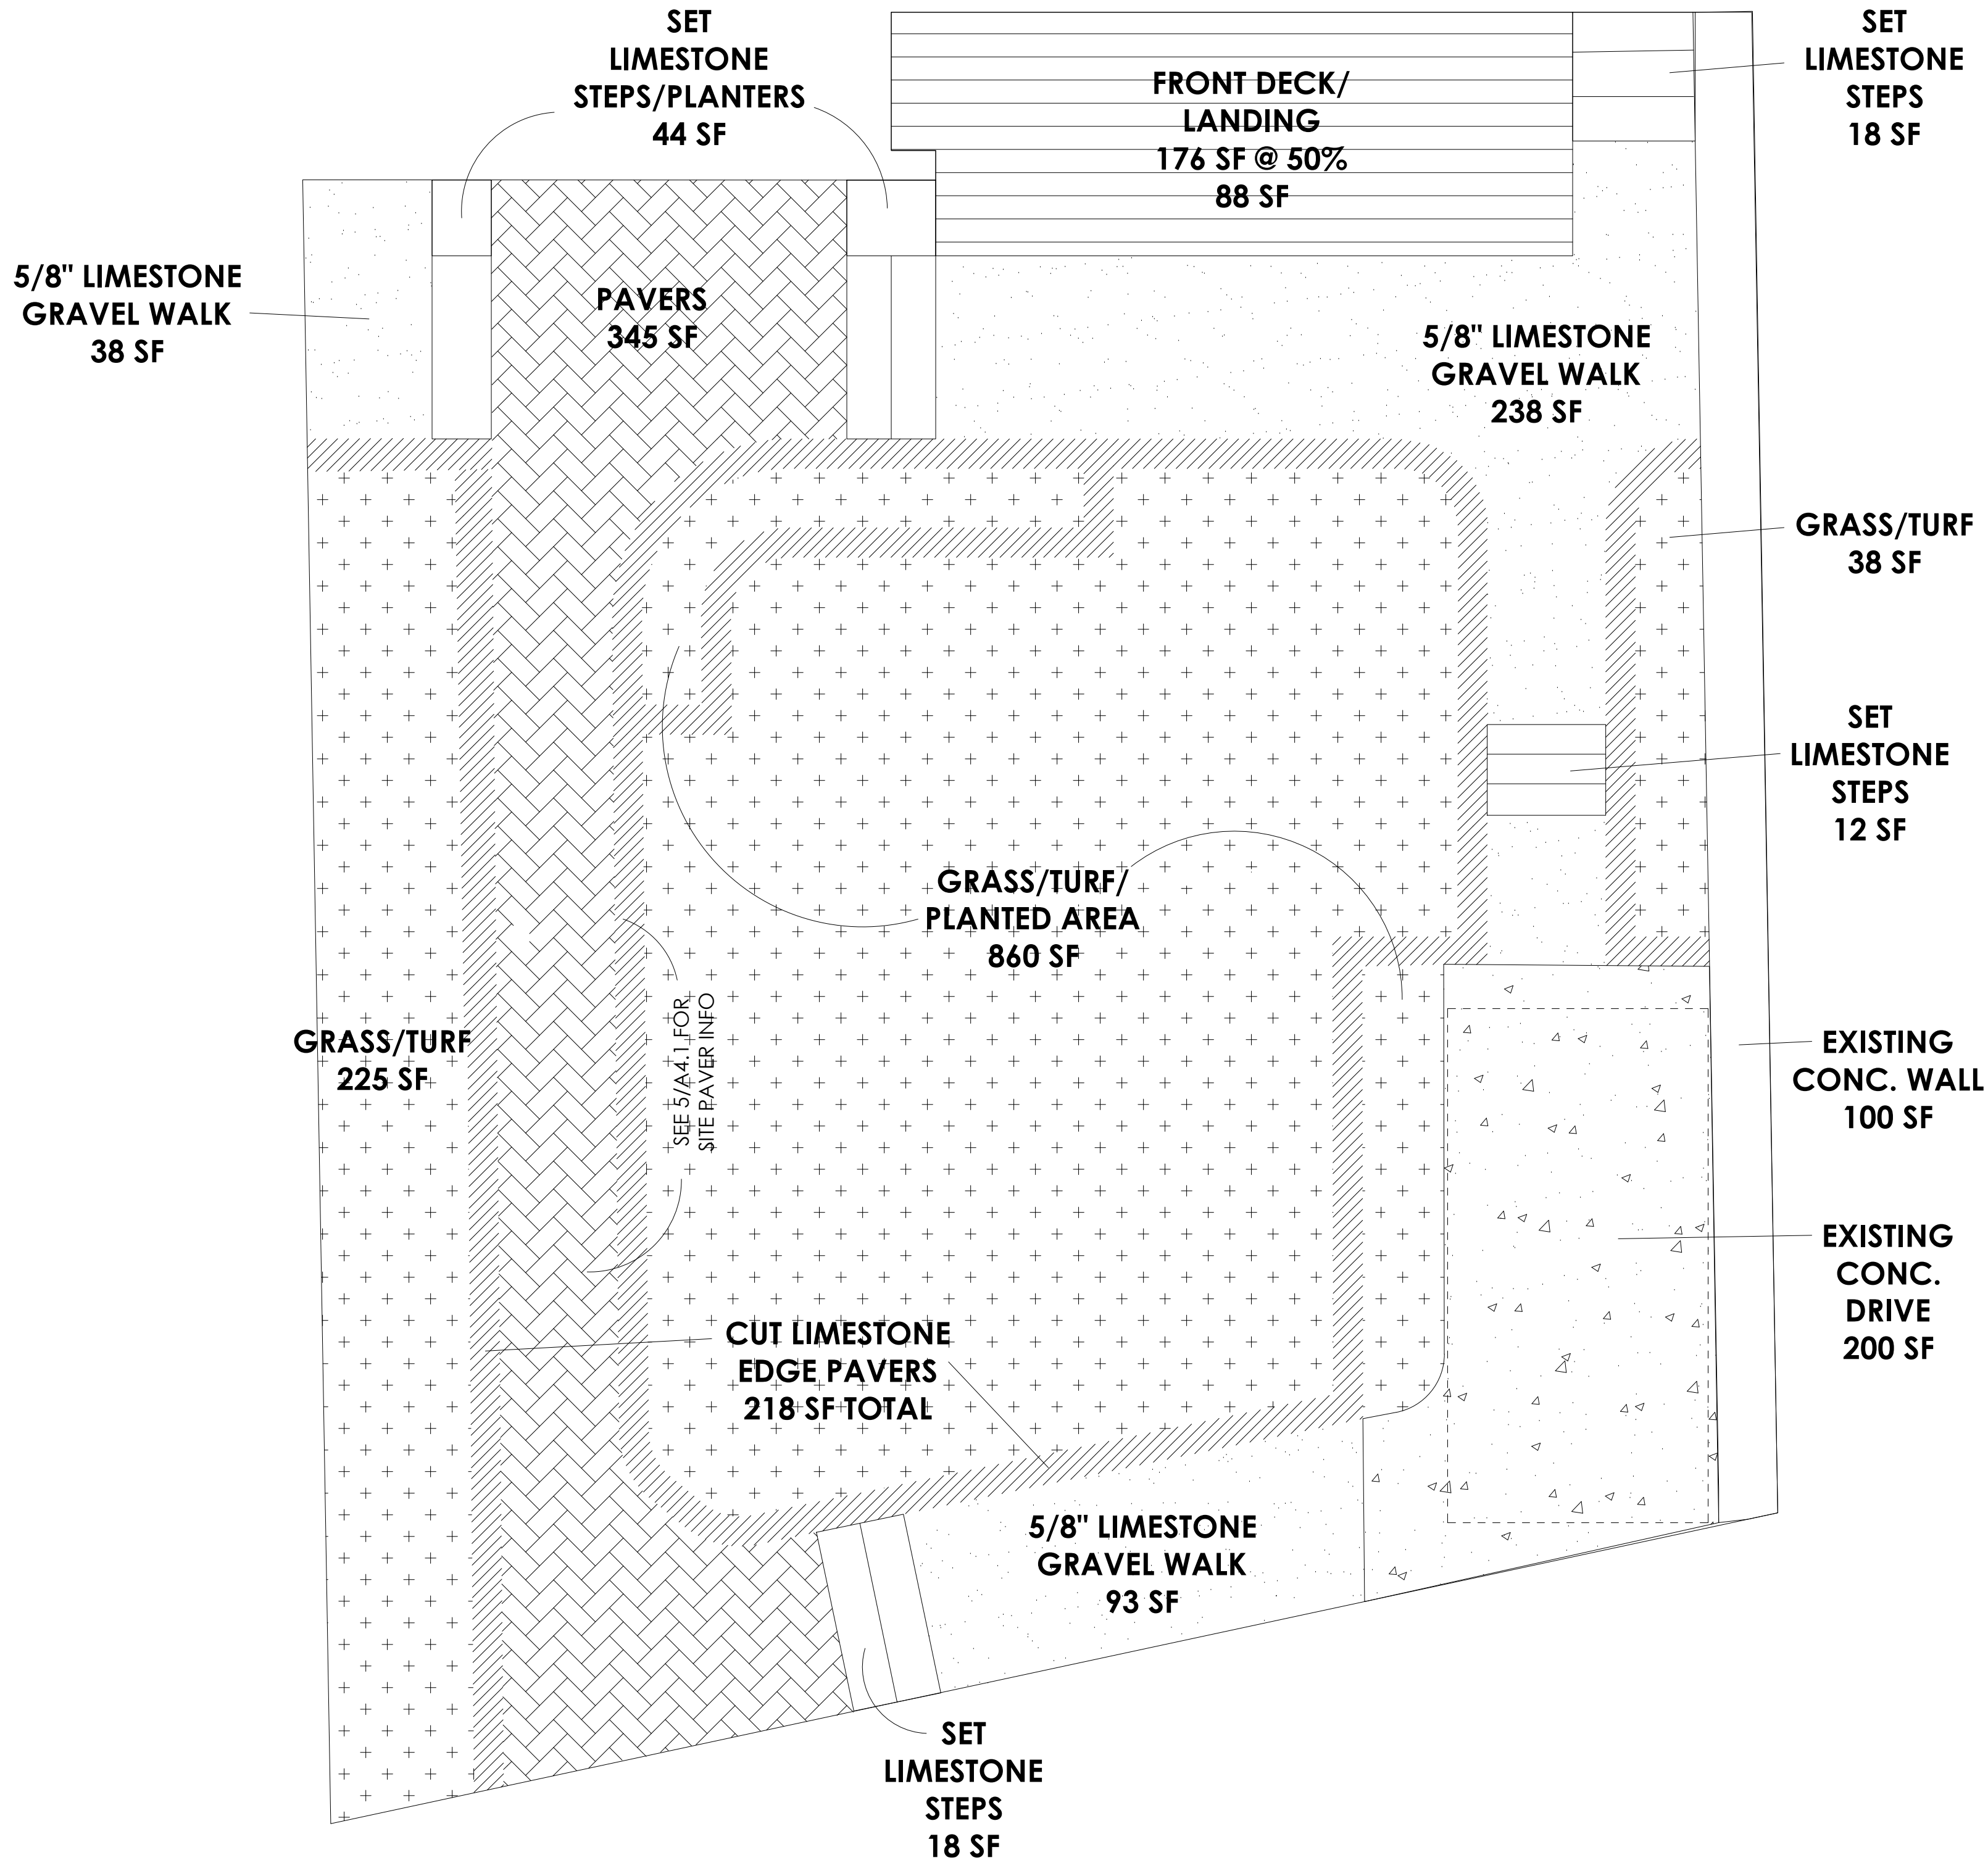 SET
LIMESTONE
STEPS/PLANTERS
44 SF
FRONT DECK/
LANDING
176 SF @ 50%
88 SF
SET
LIMESTONE
STEPS
18 SF
5/8" LIMESTONE
GRAVEL WALK
38 SF
PAVERS
345 SF
5/8" LIMESTONE
GRAVEL WALK
238 SF
GRASS/TURF
38 SF
SET
LIMESTONE
STEPS
12 SF
GRASS/TURF/
PLANTED AREA
860 SF
GRASS/TURF
225 SF
SEE 5/A4.1 FOR
SITE PAVER INFO
EXISTING
CONC. WALL
100 SF
EXISTING
CONC.
DRIVE
200 SF
CUT LIMESTONE
EDGE PAVERS
218 SF TOTAL
5/8" LIMESTONE
GRAVEL WALK
93 SF
SET
LIMESTONE
STEPS
18 SF